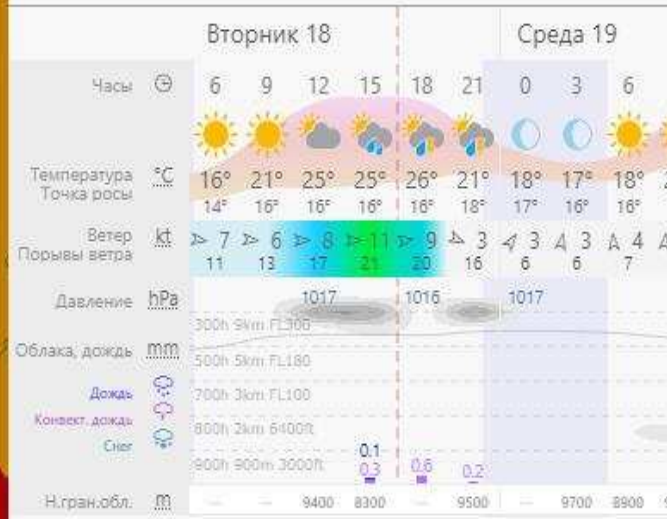 Вторник 18 Среда 19
Часы 6 9 12 15 18 21 0 3 6
Температура °C 16° 21° 25° 25° 26° 21° 18° 17° 18°
Точка росы 14° 16° 16° 16° 16° 18° 17° 16° 16°
Ветер kt 7 6 8 11 9 3 3 3 4
Порывы ветра 11 13 17 21 20 16 6 6 7
Давление hPa 1017 1016 1017
300h 9km FL300
Облака, дождь mm
500h 5km FL180
Дождь
700h 3km FL100
Конвект. дождь
800h 2km 6400ft
Снег
0.1
900h 900m 3000ft 0.3 0.6 0.2
Н.гран.обл. m — — 9400 8300 — 9500 — 9700 8900